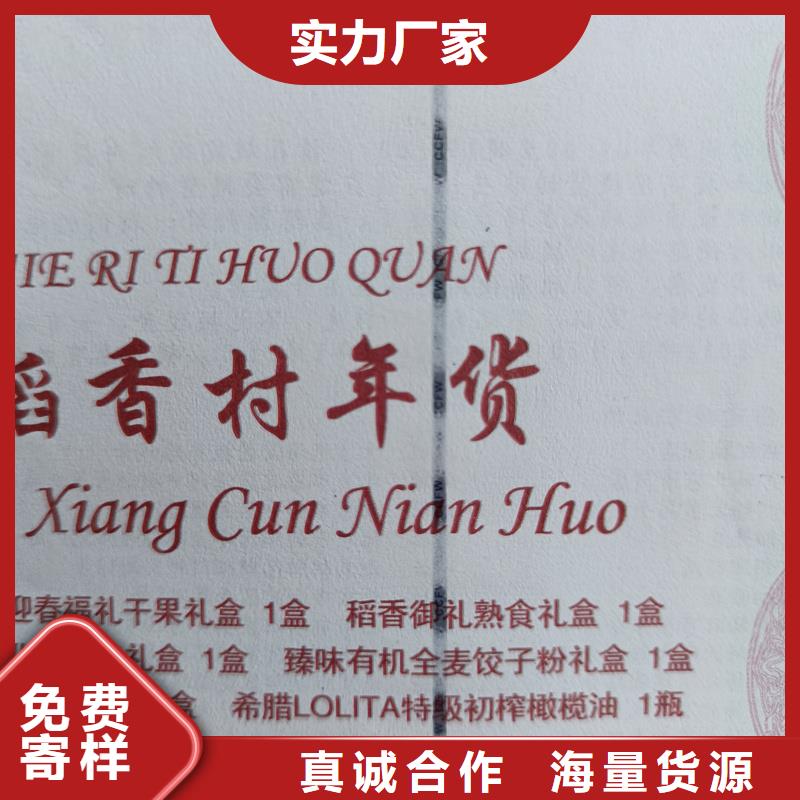 实力厂家
IE RI TI HUO QUAN
稻香村年货
Xiang Cun Nian Huo
迎春福礼干果礼盒 1盒 稻香御礼熟食礼盒 1盒
礼盒 1盒 臻味有机全麦饺子粉礼盒 1盒
希腊LOLITA特级初榨橄榄油 1瓶
免费
寄样
真诚合作 海量货源